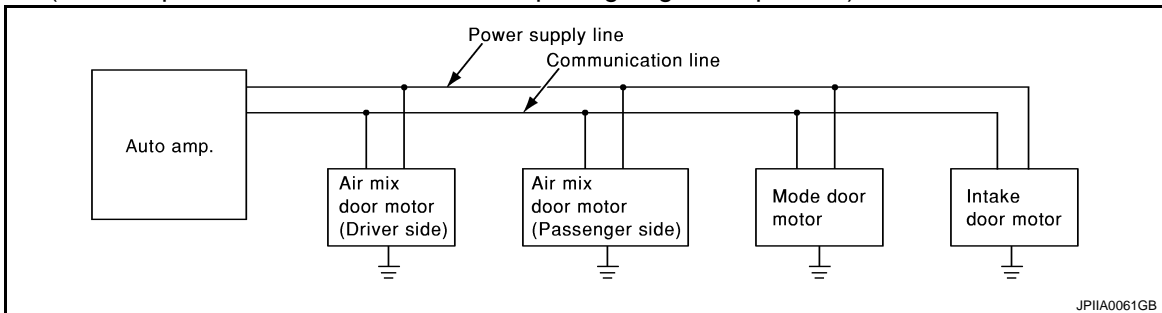 Power supply line
Communication line
Auto amp.
Air mix
door motor
(Driver side)
Air mix
door motor
(Passenger side)
Mode door
motor
Intake
door motor
JPIIA0061GB